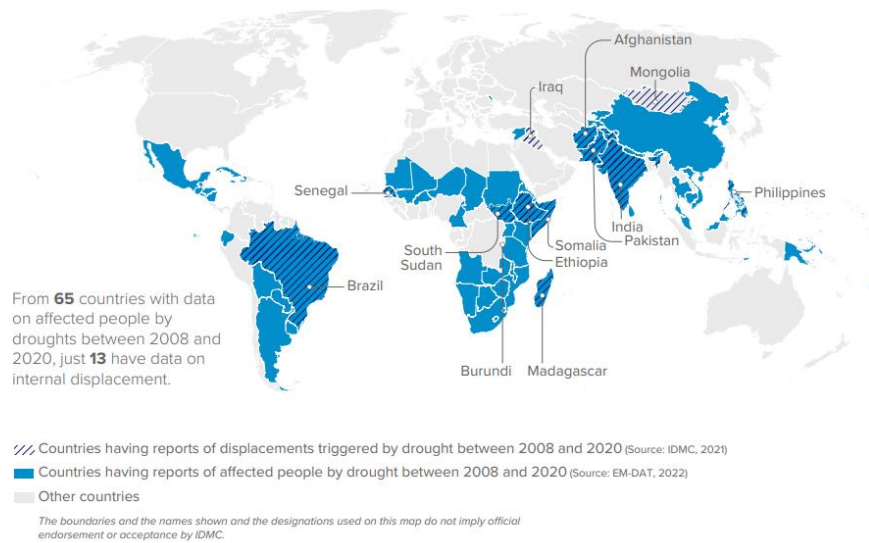 Afghanistan
Mongolia
Iraq
Senegal
Philippines
India
Pakistan
South
Sudan
Somalia
Ethiopia
Brazil
From 65 countries with data
on affected people by
droughts between 2008 and
2020, just 13 have data on
internal displacement.
Burundi
Madagascar
Countries having reports of displacements triggered by drought between 2008 and 2020 (Source: IDMC, 2021)
Countries having reports of affected people by drought between 2008 and 2020 (Source: EM-DAT, 2022)
Other countries
The boundaries and the names shown and the designations used on this map do not imply official
endorsement or acceptance by IDMC.